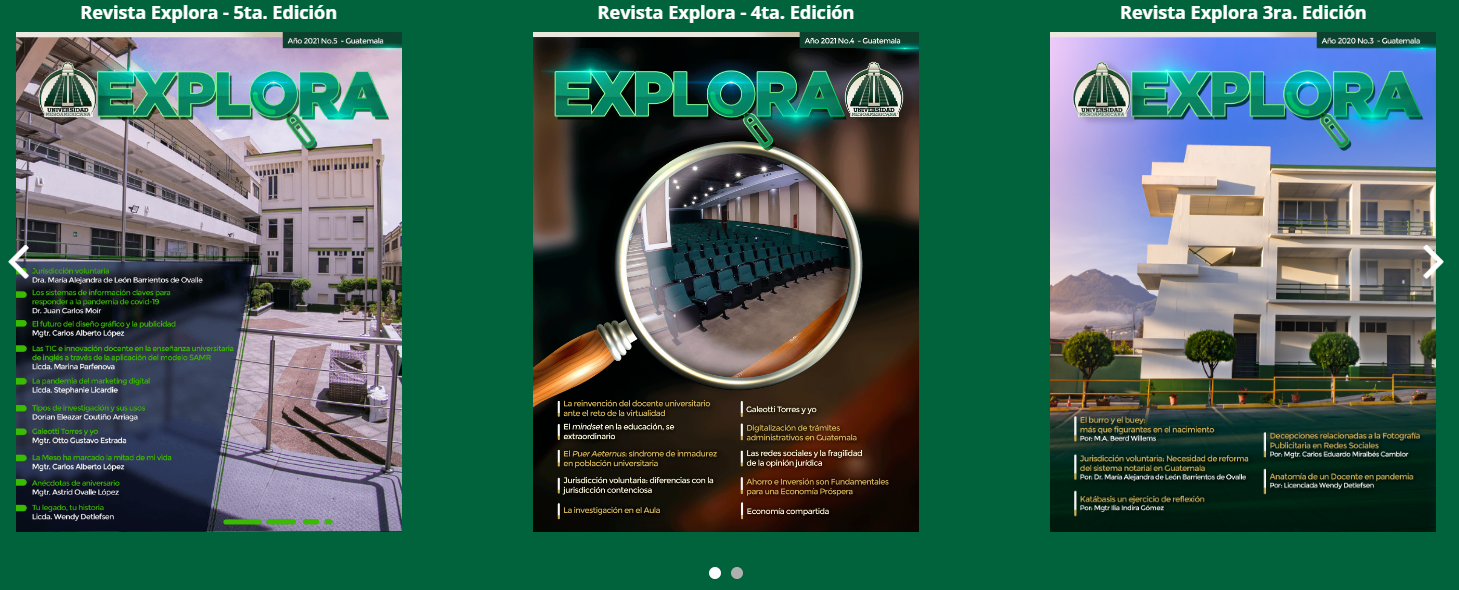 Revista Explora - 5ta. Edición
Año 2021 No.5 - Guatemala
EXPLORA
UNIVERSIDAD
MESOAMERICANA
Jurisdicción voluntaria
Dra. María Alejandra de León Barrientos de Ovalle
Los sistemas de información claves para
responder a la pandemia de covid-19
Dr. Juan Carlos Moir
El futuro del diseño gráfico y la publicidad
Mgtr. Carlos Alberto López
Las TIC e innovación docente en la enseñanza universitaria
de inglés a través de la aplicación del modelo SAMR
Licda. Marina Parfenova
La pandemia del marketing digital
Licda. Stephanie Licardie
Tipos de investigación y sus usos
Dorian Eleazar Coutiño Arriaga
Galeotti Torres y yo
Mgtr. Otto Gustavo Estrada
La Meso ha marcado la mitad de mi vida
Mgtr. Carlos Alberto López
Anécdotas de aniversario
Mgtr. Astrid Ovalle López
Tu legado, tu historia
Licda. Wendy Detlefsen
Revista Explora - 4ta. Edición
Año 2021 No.4 - Guatemala
EXPLORA
UNIVERSIDAD
MESOAMERICANA
La reinvención del docente universitario
ante el reto de la virtualidad
El mindset en la educación, se
extraordinario
El Puer Aeternus: síndrome de inmadurez
en población universitaria
Jurisdicción voluntaria: diferencias con la
jurisdicción contenciosa
La investigación en el Aula
Galeotti Torres y yo
Digitalización de trámites
administrativos en Guatemala
Las redes sociales y la fragilidad
de la opinión jurídica
Ahorro e Inversión son Fundamentales
para una Economía Próspera
Economía compartida
Revista Explora 3ra. Edición
Año 2020 No.3 - Guatemala
EXPLORA
UNIVERSIDAD
MESOAMERICANA
El burro y el buey:
más que figurantes en el nacimiento
Por: M.A. Beerd Willems
Jurisdicción voluntaria: Necesidad de reforma
del sistema notarial en Guatemala
Por: Dr. María Alejandra de León Barrientos de Ovalle
Katábasis un ejercicio de reflexión
Por: Mgtr Ilia Indira Gómez
Decepciones relacionadas a la Fotografía
Publicitaria en Redes Sociales
Por: Mgtr. Carlos Eduardo Miralbés Camblor
Anatomía de un Docente en pandemia
Por: Licenciada Wendy Detlefsen